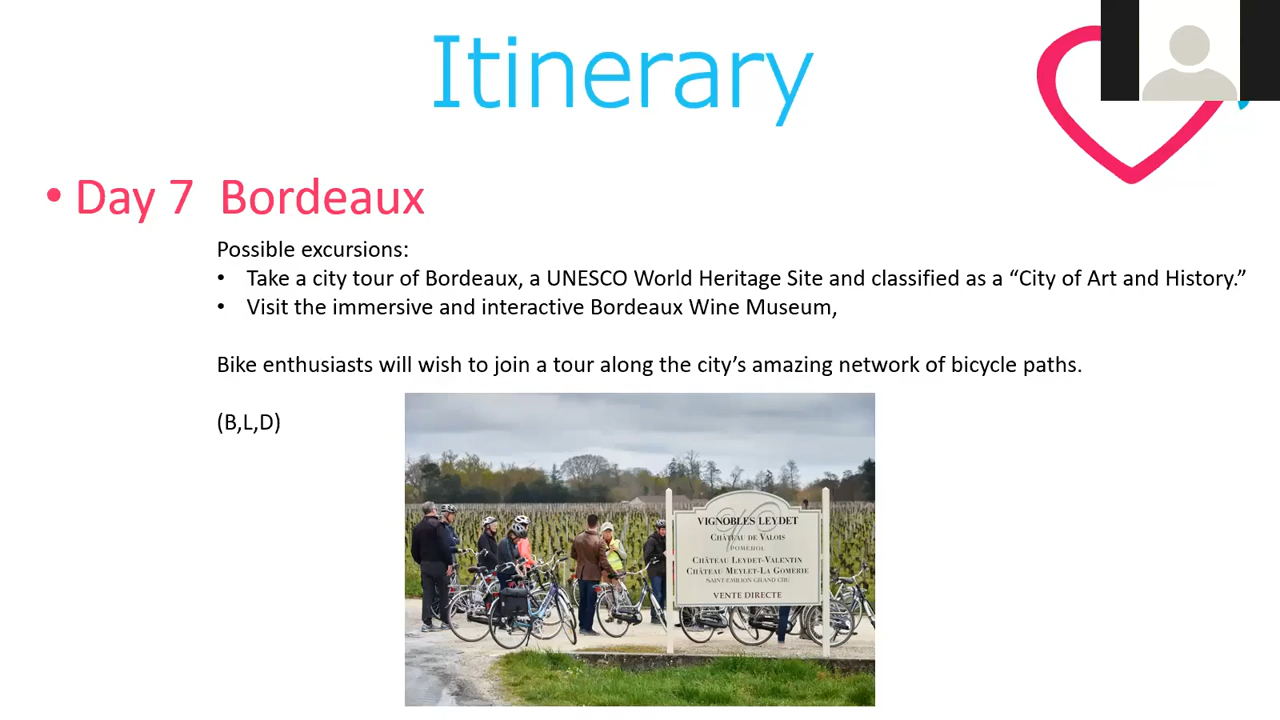 Itinerary
• Day 7 Bordeaux
Possible excursions:
• Take a city tour of Bordeaux, a UNESCO World Heritage Site and classified as a “City of Art and History.”
• Visit the immersive and interactive Bordeaux Wine Museum,
Bike enthusiasts will wish to join a tour along the city’s amazing network of bicycle paths.
(B,L,D)
VIGNOBLES LEYDET
CHÂTEAU DE VALOIS
POMEROL
CHÂTEAU LEYDET-VALENTIN
CHÂTEAU MEYLET-LA GOMERIE
SAINT EMILION GRAND CRU
VENTE DIRECTE